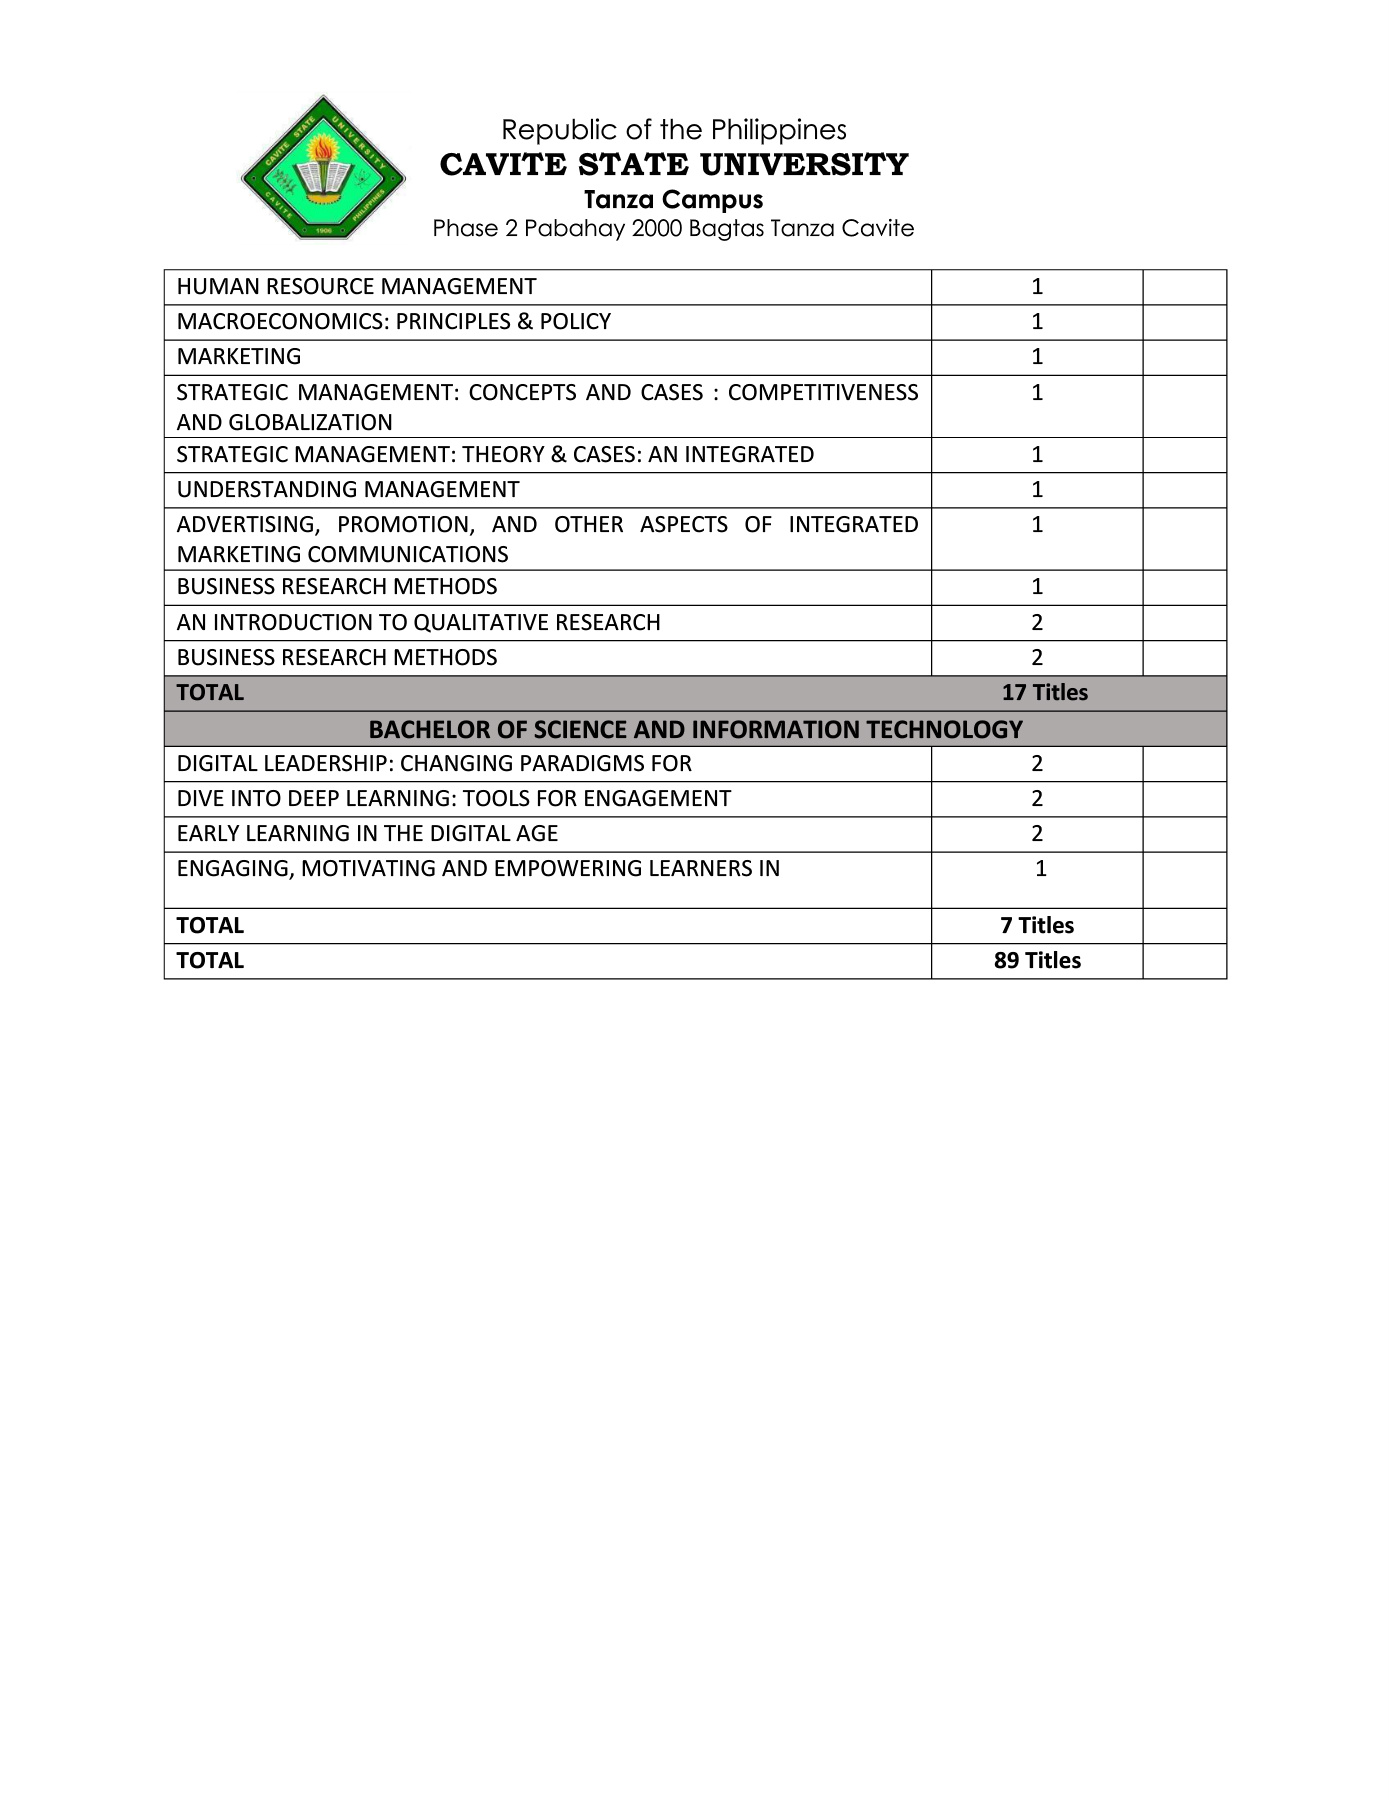 CAVITE STATE UNIVERSITY
CAVITE PHILIPPINES
1906
Republic of the Philippines
CAVITE STATE UNIVERSITY
Tanza Campus
Phase 2 Pabahay 2000 Bagtas Tanza Cavite
HUMAN RESOURCE MANAGEMENT 1
MACROECONOMICS: PRINCIPLES & POLICY 1
MARKETING 1
STRATEGIC MANAGEMENT: CONCEPTS AND CASES : COMPETITIVENESS 1
AND GLOBALIZATION
STRATEGIC MANAGEMENT: THEORY & CASES: AN INTEGRATED 1
UNDERSTANDING MANAGEMENT 1
ADVERTISING, PROMOTION, AND OTHER ASPECTS OF INTEGRATED 1
MARKETING COMMUNICATIONS
BUSINESS RESEARCH METHODS 1
AN INTRODUCTION TO QUALITATIVE RESEARCH 2
BUSINESS RESEARCH METHODS 2
TOTAL 17 Titles
BACHELOR OF SCIENCE AND INFORMATION TECHNOLOGY
DIGITAL LEADERSHIP: CHANGING PARADIGMS FOR 2
DIVE INTO DEEP LEARNING: TOOLS FOR ENGAGEMENT 2
EARLY LEARNING IN THE DIGITAL AGE 2
ENGAGING, MOTIVATING AND EMPOWERING LEARNERS IN 1
TOTAL 7 Titles
TOTAL 89 Titles